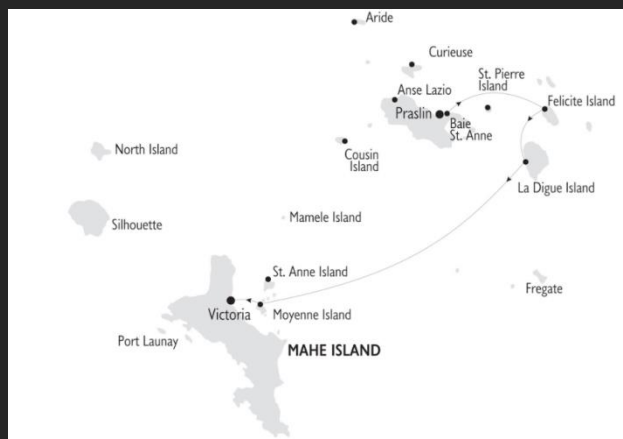 Aride
Curieuse
St. Pierre
Island
Anse Lazio
Felicite Island
Praslin
Baie
St. Anne
North Island
Cousin
Island
La Digue Island
Silhouette
Mamele Island
St. Anne Island
Fregate
Victoria
Moyenne Island
Port Launay
MAHE ISLAND